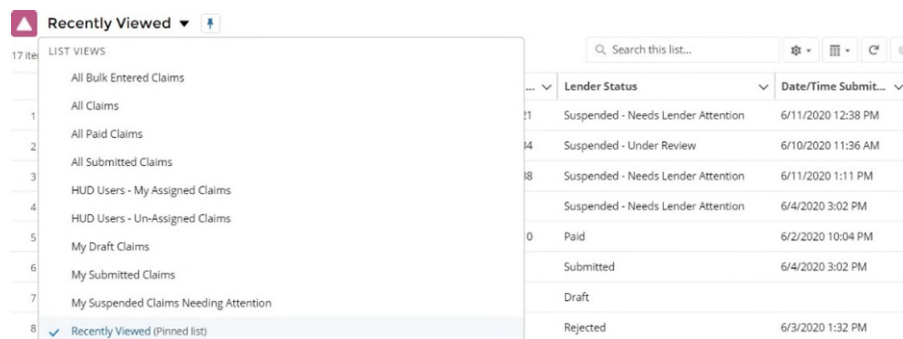 Recently Viewed
17 ite
LIST VIEWS
Search this list...
All Bulk Entered Claims
All Claims
All Paid Claims
All Submitted Claims
HUD Users - My Assigned Claims
HUD Users - Un-Assigned Claims
My Draft Claims
My Submitted Claims
My Suspended Claims Needing Attention
Recently Viewed (Pinned list)
... Lender Status Date/Time Submit...
1 21 Suspended - Needs Lender Attention 6/11/2020 12:38 PM
2 34 Suspended - Under Review 6/10/2020 11:36 AM
3 38 Suspended - Needs Lender Attention 6/11/2020 1:11 PM
4 Suspended - Needs Lender Attention 6/4/2020 3:02 PM
5 0 Paid 6/2/2020 10:04 PM
6 Submitted 6/4/2020 3:02 PM
7 Draft
8 Rejected 6/3/2020 1:32 PM